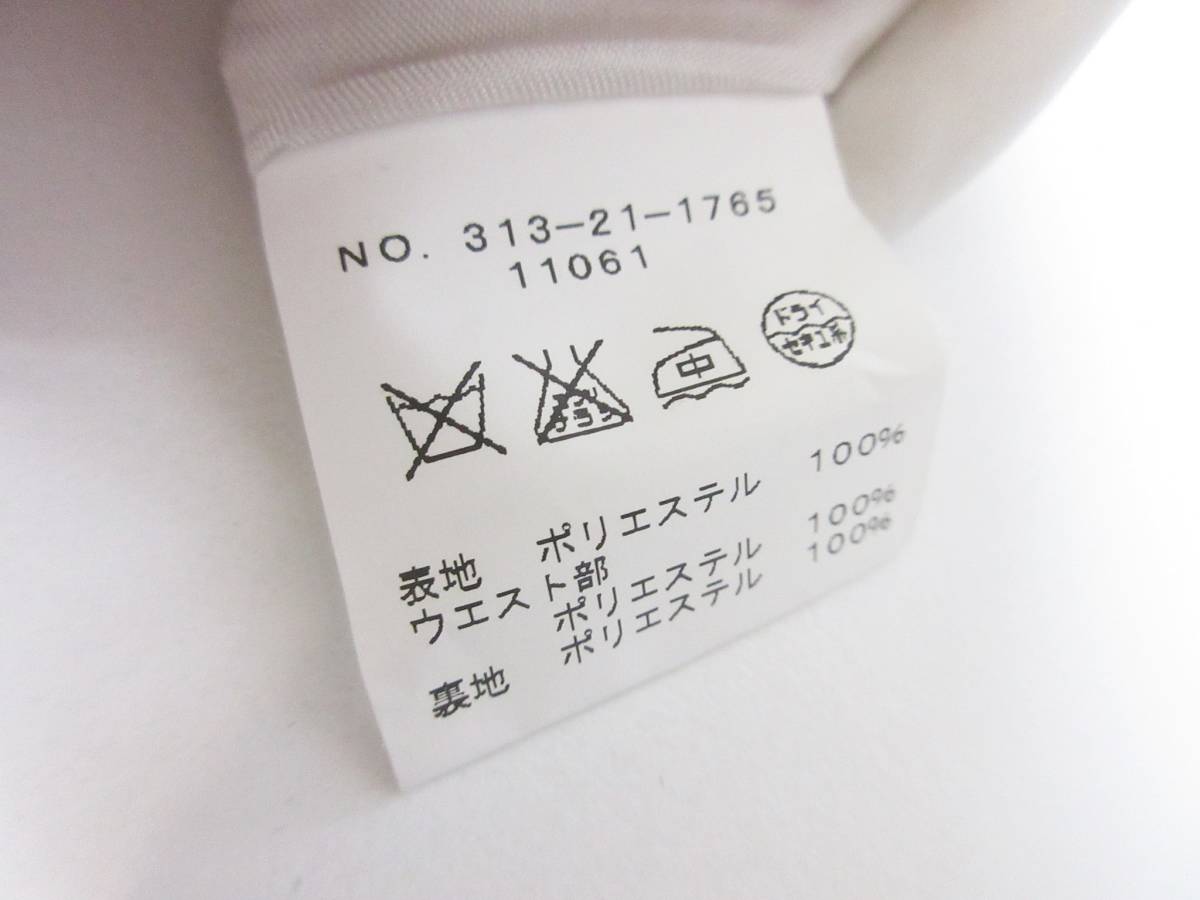 NO. 313-21-1765
11061
中
ドライ
セキユ系
表地 ポリエステル 100%
ウエスト部
ポリエステル 100%
裏地 ポリエステル 100%